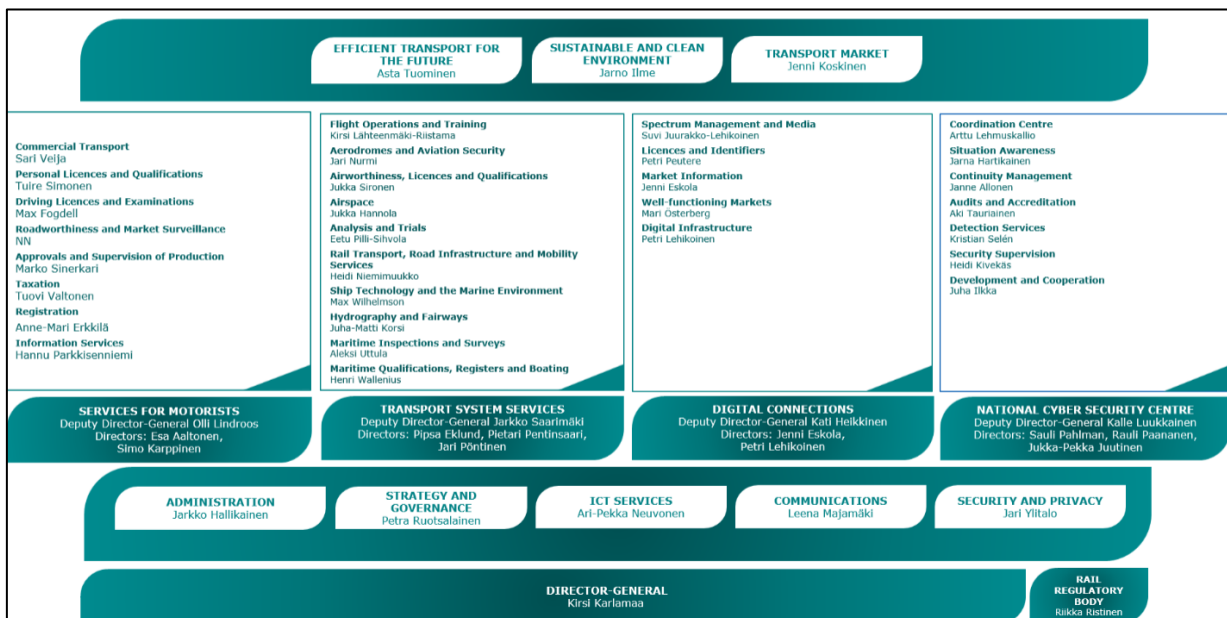 EFFICIENT TRANSPORT FOR
THE FUTURE
Asta Tuominen
SUSTAINABLE AND CLEAN
ENVIRONMENT
Jarno Ilme
TRANSPORT MARKET
Jenni Koskinen
Commercial Transport
Sari Veija
Personal Licences and Qualifications
Tuire Simonen
Driving Licences and Examinations
Max Fogdell
Roadworthiness and Market Surveillance
NN
Approvals and Supervision of Production
Marko Sinerkari
Taxation
Tuovi Valtonen
Registration
Anne-Mari Erkkilä
Information Services
Hannu Parkkisenniemi
SERVICES FOR MOTORISTS
Deputy Director-General Olli Lindroos
Directors: Esa Aaltonen,
Simo Karppinen
Flight Operations and Training
Kirsi Lähteenmäki-Riistama
Aerodromes and Aviation Security
Jari Nurmi
Airworthiness, Licences and Qualifications
Jukka Sironen
Airspace
Jukka Hannola
Analysis and Trials
Eetu Pilli-Sihvola
Rail Transport, Road Infrastructure and Mobility
Services
Heidi Niemimuukko
Ship Technology and the Marine Environment
Max Wilhelmson
Hydrography and Fairways
Juha-Matti Korsi
Maritime Inspections and Surveys
Aleksi Uttula
Maritime Qualifications, Registers and Boating
Henri Wallenius
TRANSPORT SYSTEM SERVICES
Deputy Director-General Jarkko Saarimäki
Directors: Pipsa Eklund, Pietari Pentinsaari,
Jari Pöntinen
Spectrum Management and Media
Suvi Juurakko-Lehikoinen
Licences and Identifiers
Petri Peutere
Market Information
Jenni Eskola
Well-functioning Markets
Mari Österberg
Digital Infrastructure
Petri Lehikoinen
DIGITAL CONNECTIONS
Deputy Director-General Kati Heikkinen
Directors: Jenni Eskola,
Petri Lehikoinen
Coordination Centre
Arttu Lehmuskallio
Situation Awareness
Jarna Hartikainen
Continuity Management
Janne Allonen
Audits and Accreditation
Aki Tauriainen
Detection Services
Kristian Selén
Security Supervision
Heidi Kivekäs
Development and Cooperation
Juha Ilkka
NATIONAL CYBER SECURITY CENTRE
Deputy Director-General Kalle Luukkainen
Directors: Sauli Pahlman, Rauli Paananen,
Jukka-Pekka Juutinen
ADMINISTRATION
Jarkko Hallikainen
STRATEGY AND
GOVERNANCE
Petra Ruotsalainen
ICT SERVICES
Ari-Pekka Neuvonen
COMMUNICATIONS
Leena Majamäki
SECURITY AND PRIVACY
Jari Ylitalo
DIRECTOR-GENERAL
Kirsi Karlamaa
RAIL
REGULATORY
BODY
Riikka Ristinen